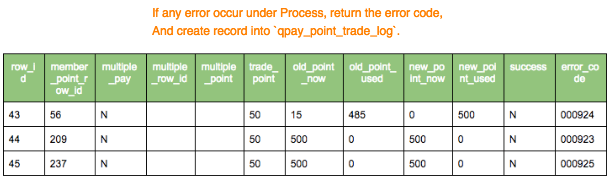 If any error occur under Process, return the error code,
And create record into `qpay_point_trade_log`.
row_id member_point_row_id multiple_pay multiple_row_id multiple_point trade_point old_point_now old_point_used new_point_now new_point_used success error_code
43 56 N 50 15 485 0 500 N 000924
44 209 N 50 500 0 500 0 N 000923
45 237 N 50 500 0 500 0 N 000925